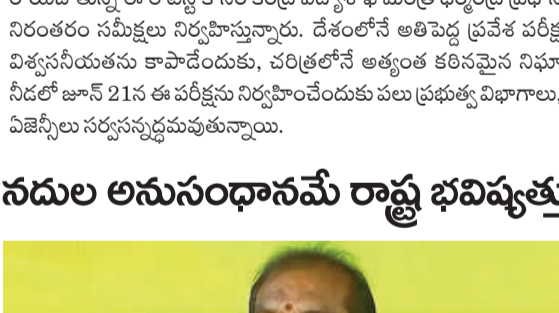 నిరంతరం సమీక్షలు నిర్వహిస్తున్నారు. దేశంలోనే అతిపెద్ద ప్రవేశ పరీక్ష
విశ్వసనీయతను కాపాడేందుకు, చరిత్రలోనే అత్యంత కఠినమైన నిఘా
నీడలో జూన్ 21న ఈ పరీక్షను నిర్వహించేందుకు పలు ప్రభుత్వ విభాగాలు,
ఏజెన్సీలు సర్వసన్నద్ధమవుతున్నాయి.
నదుల అనుసంధానమే రాష్ట్ర భవిష్యత్తు